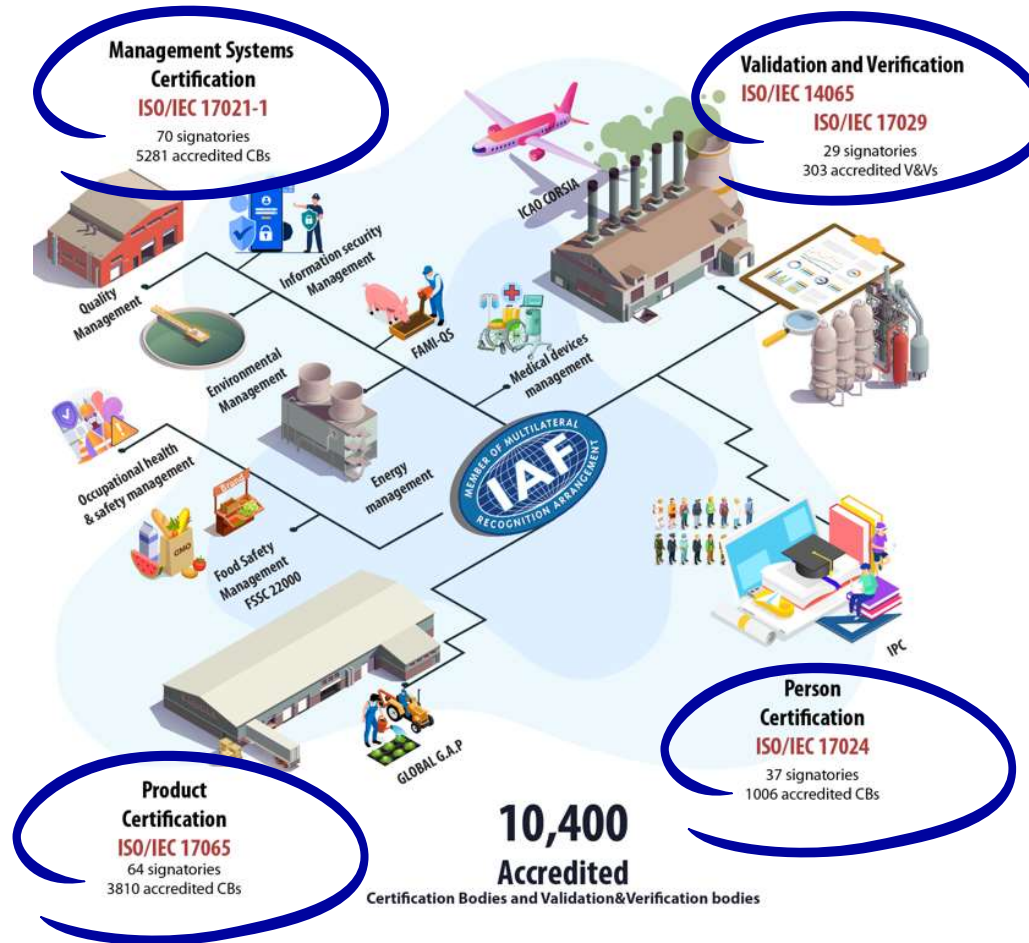 Management Systems
Certification
ISO/IEC 17021-1
70 signatories
5281 accredited CBs
Validation and Verification
ISO/IEC 14065
ISO/IEC 17029
29 signatories
303 accredited V&Vs
ICAO CORSIA
Quality
Management
Information security
Management
Environmental
Management
FAMI-QS
Medical devices
management
Occupational health
& safety management
Energy
management
MEMBER OF MULTILATERAL
IAF
RECOGNITION ARRANGEMENT
Brand
GMO
Food Safety
Management
FSSC 22000
IPC
GLOBAL G.A.P
Person
Certification
ISO/IEC 17024
37 signatories
1006 accredited CBs
Product
Certification
ISO/IEC 17065
64 signatories
3810 accredited CBs
10,400
Accredited
Certification Bodies and Validation&Verification bodies